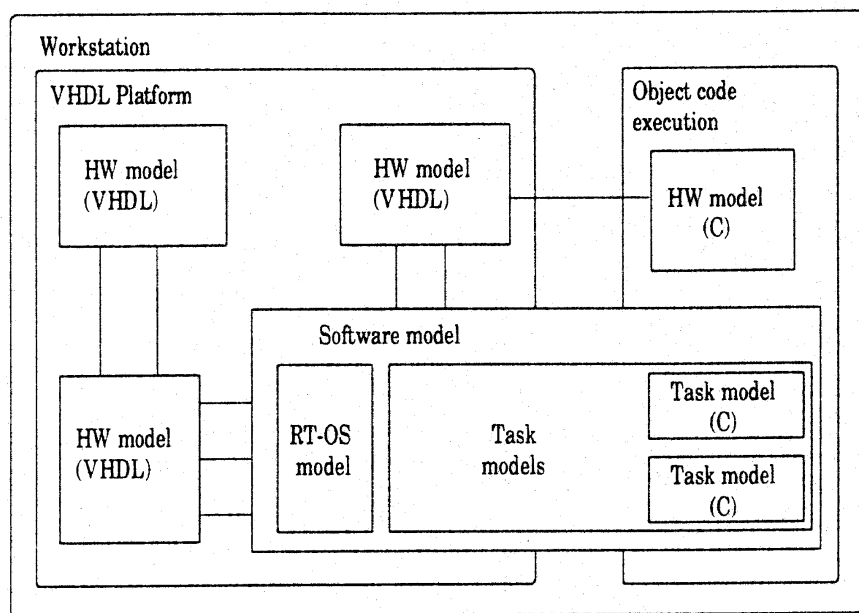 Workstation
VHDL Platform
Object code
execution
HW model
(VHDL)
HW model
(VHDL)
HW model
(C)
Software model
HW model
(VHDL)
RT-OS
model
Task
models
Task model
(C)
Task model
(C)